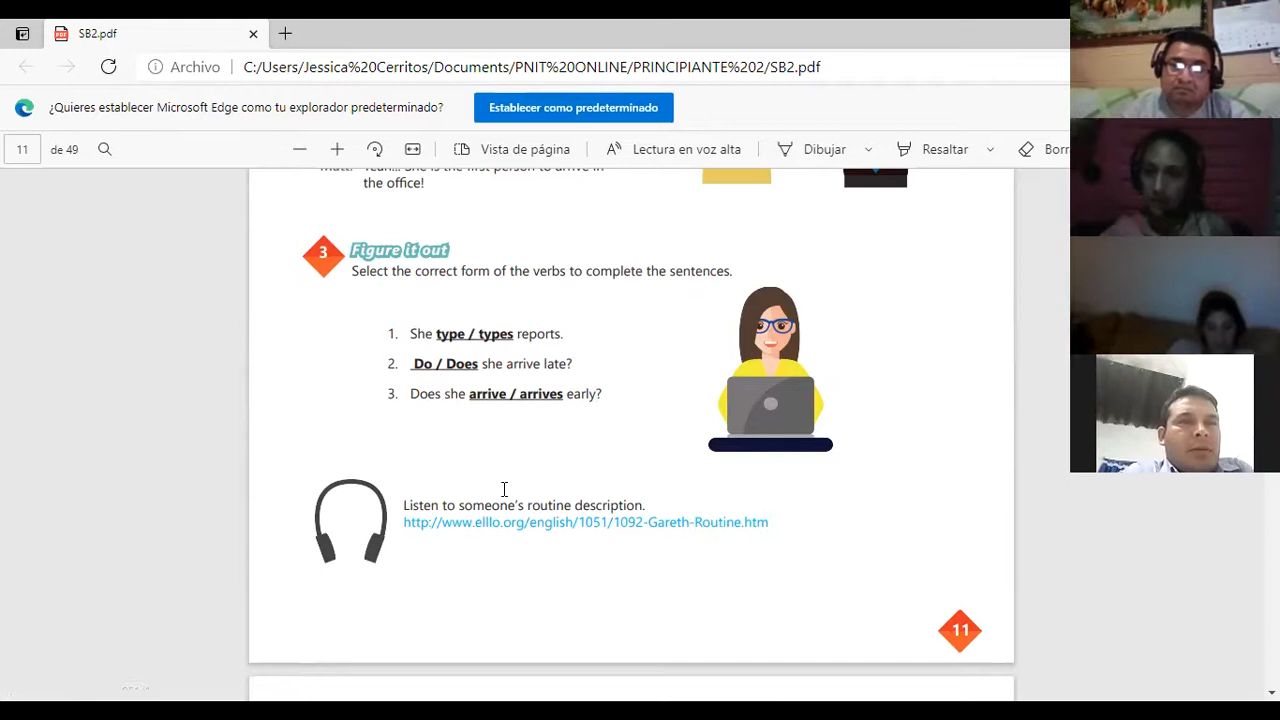 SB2.pdf
Archivo C:/Users/Jessica%20Cerritos/Documents/PNIT%20ONLINE/PRINCIPIANTE%202/SB2.pdf
¿Quieres establecer Microsoft Edge como tu explorador predeterminado? Establecer como predeterminado
11 de 49 Vista de página Lectura en voz alta Dibujar Resaltar Borr
the office!
3 Figure it out
Select the correct form of the verbs to complete the sentences.
1. She type / types reports.
2. Do / Does she arrive late?
3. Does she arrive / arrives early?
Listen to someone's routine description.
http://www.elllo.org/english/1051/1092-Gareth-Routine.htm
11